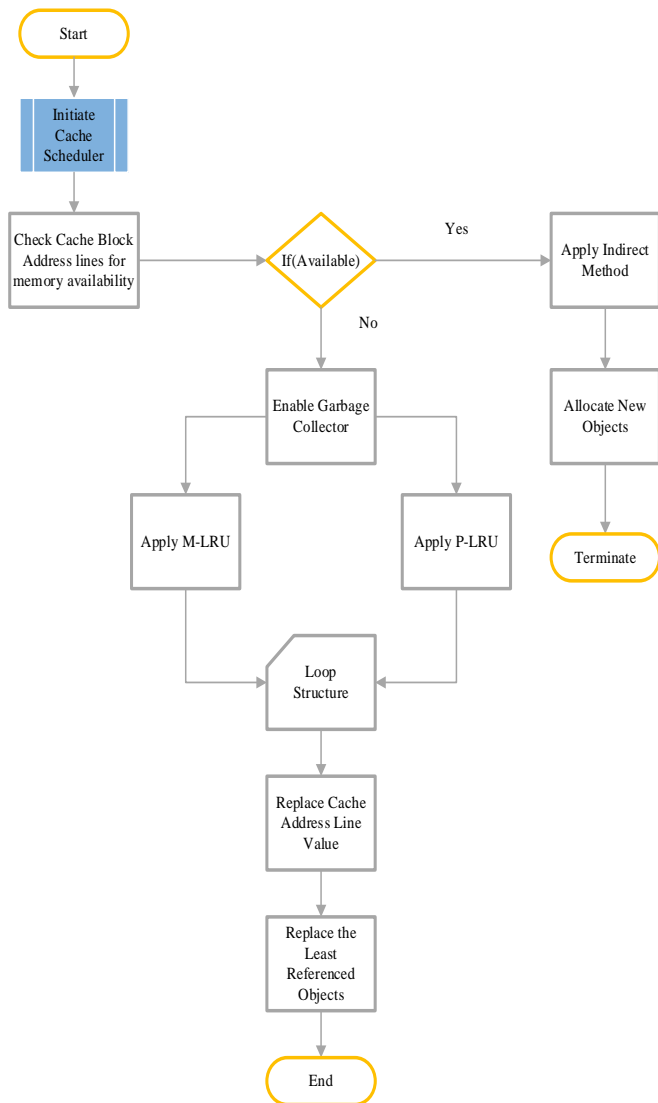 Start
Initiate
Cache
Scheduler
Check Cache Block
Address lines for
memory availability
If(Available)
Yes
No
Apply Indirect
Method
Enable Garbage
Collector
Allocate New
Objects
Apply M-LRU
Apply P-LRU
Terminate
Loop
Structure
Replace Cache
Address Line
Value
Replace the
Least
Referenced
Objects
End